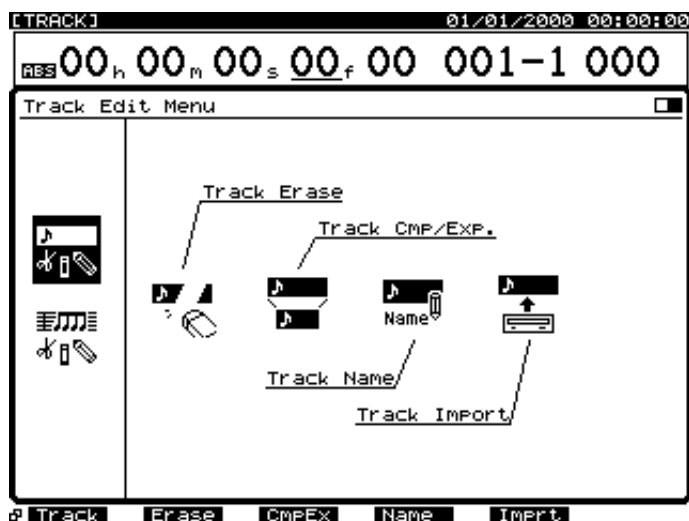 [TRACK] 01/01/2000 00:00:00
ABS 00h 00m 00s 00f 00 001-1 000
Track Edit Menu
Track Erase
Track Cmp/Exp.
Name
Track Name
Track Import
Track Erase CmpEx Name Imprt